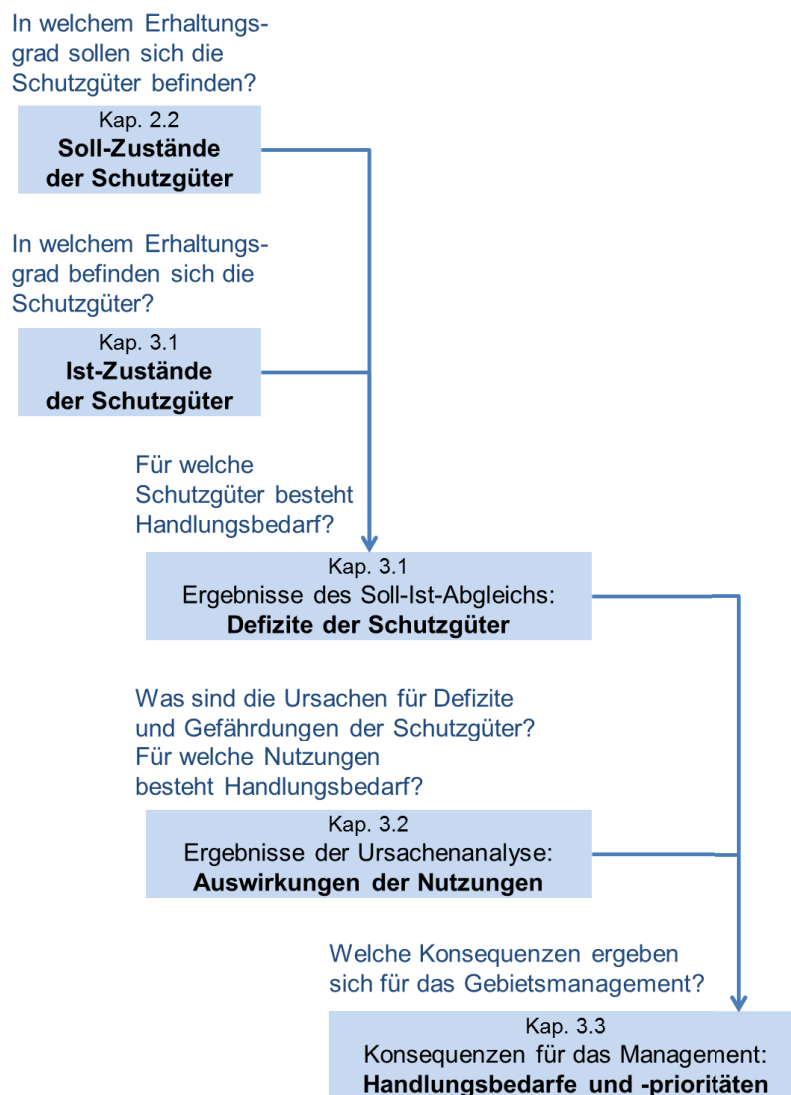 In welchem Erhaltungs-
grad sollen sich die
Schutzgüter befinden?
Kap. 2.2
Soll-Zustände
der Schutzgüter
In welchem Erhaltungs-
grad befinden sich die
Schutzgüter?
Kap. 3.1
Ist-Zustände
der Schutzgüter
Für welche
Schutzgüter besteht
Handlungsbedarf?
Kap. 3.1
Ergebnisse des Soll-Ist-Abgleichs:
Defizite der Schutzgüter
Was sind die Ursachen für Defizite
und Gefährdungen der Schutzgüter?
Für welche Nutzungen
besteht Handlungsbedarf?
Kap. 3.2
Ergebnisse der Ursachenanalyse:
Auswirkungen der Nutzungen
Welche Konsequenzen ergeben
sich für das Gebietsmanagement?
Kap. 3.3
Konsequenzen für das Management:
Handlungsbedarfe und -prioritäten